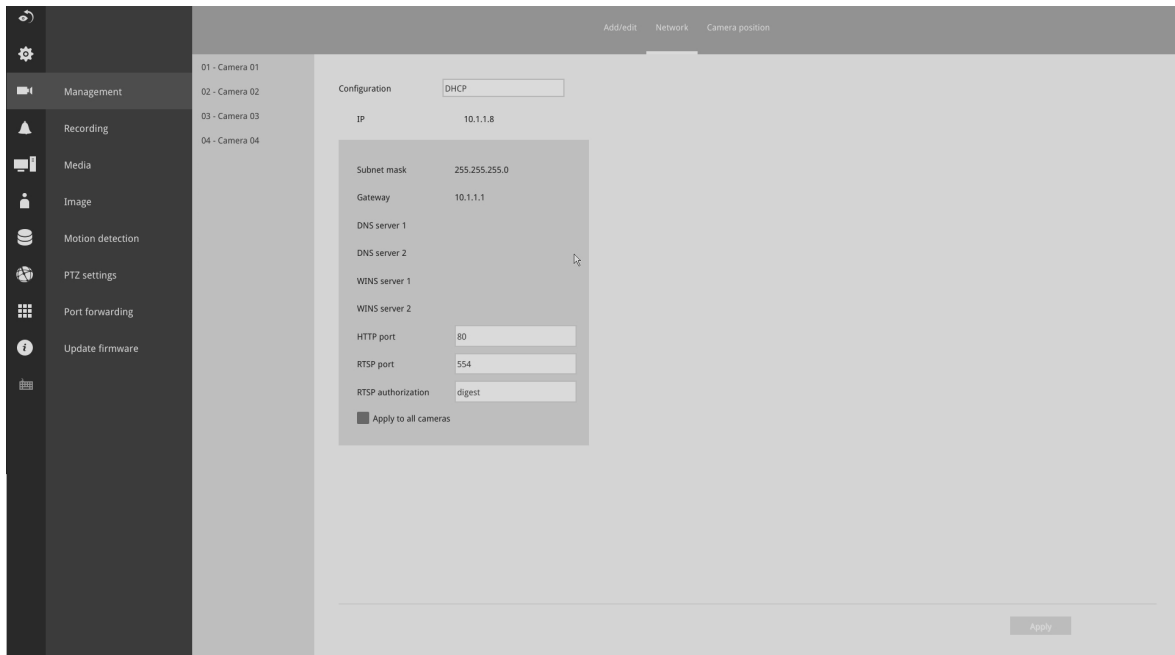 Add/edit Network Camera position
Management
Recording
Media
Image
Motion detection
PTZ settings
Port forwarding
Update firmware
01 - Camera 01
02 - Camera 02
03 - Camera 03
04 - Camera 04
Configuration DHCP
IP 10.1.1.8
Subnet mask 255.255.255.0
Gateway 10.1.1.1
DNS server 1
DNS server 2
WINS server 1
WINS server 2
HTTP port 80
RTSP port 554
RTSP authorization digest
Apply to all cameras
Apply